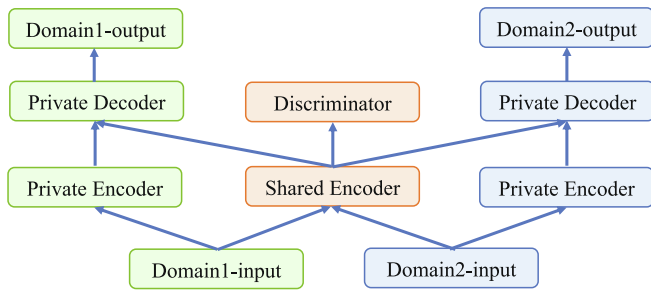 Domain1-output
Domain2-output
Private Decoder
Discriminator
Private Decoder
Private Encoder
Shared Encoder
Private Encoder
Domain1-input
Domain2-input